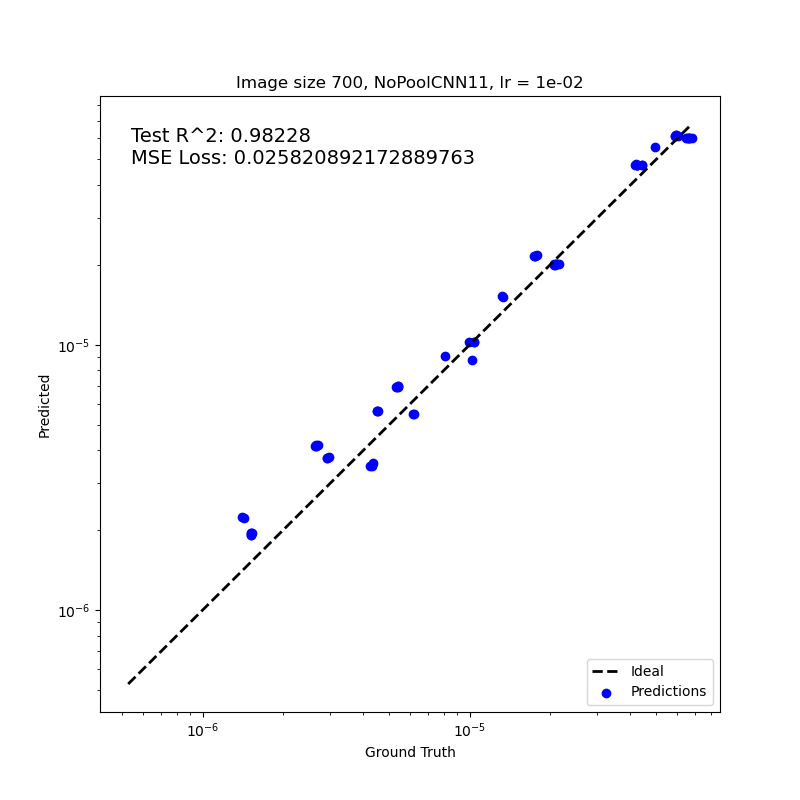 Image size 700, NoPoolCNN11, lr = 1e-02
Test R^2: 0.98228
MSE Loss: 0.025820892172889763
Predicted
10⁻⁵
10⁻⁶
Ideal
Predictions
10⁻⁶ 10⁻⁵
Ground Truth